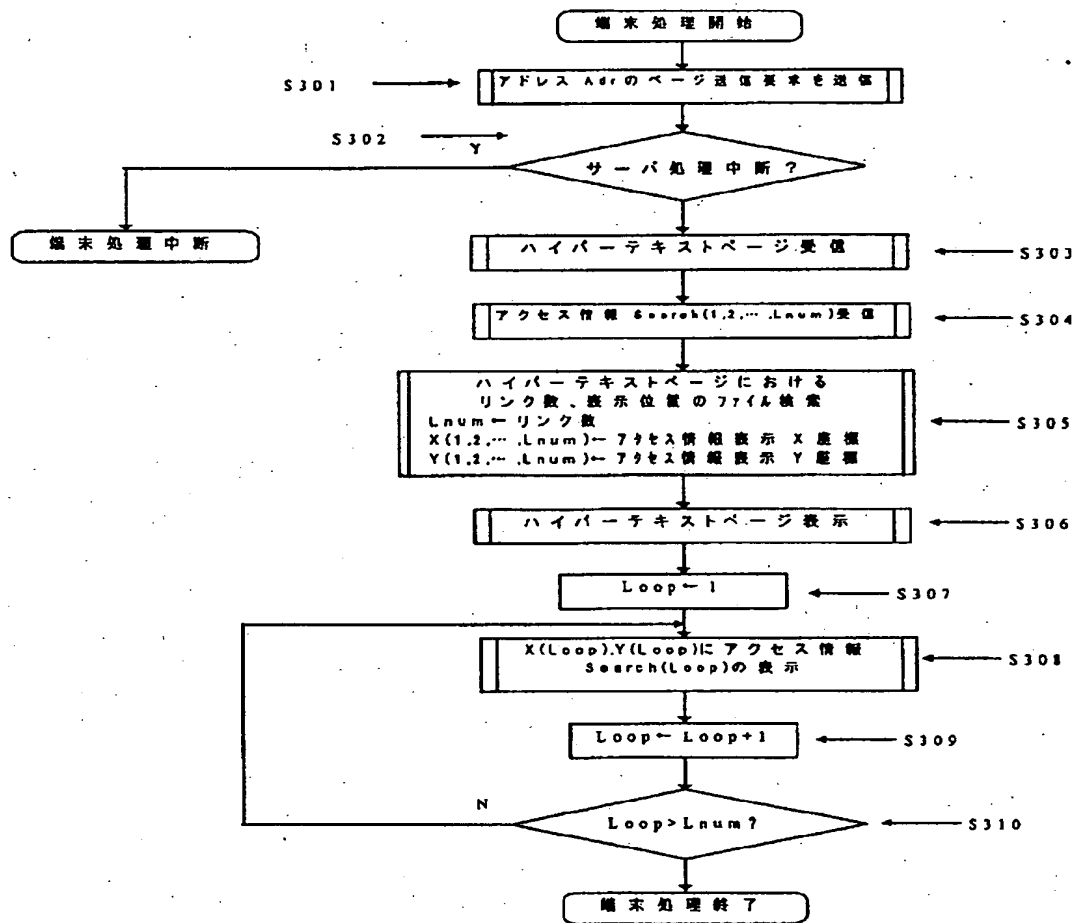 端末処理開始
S301
アドレス Adrのページ送信要求を送信
S302
Y
サーバ処理中断?
端末処理中断
ハイパーテキストページ受信
S303
アクセス情報 Search(1,2,…,Lnum)受信
S304
ハイパーテキストページにおける
リンク数、表示位置のファイル検索
Lnum←リンク数
X(1,2,…,Lnum)←アクセス情報表示 X 座標
Y(1,2,…,Lnum)←アクセス情報表示 Y 座標
S305
ハイパーテキストページ表示
S306
Loop←1
S307
X(Loop),Y(Loop)にアクセス情報
Search(Loop)の表示
S308
Loop←Loop+1
S309
N
Loop>Lnum?
S310
端末処理終了